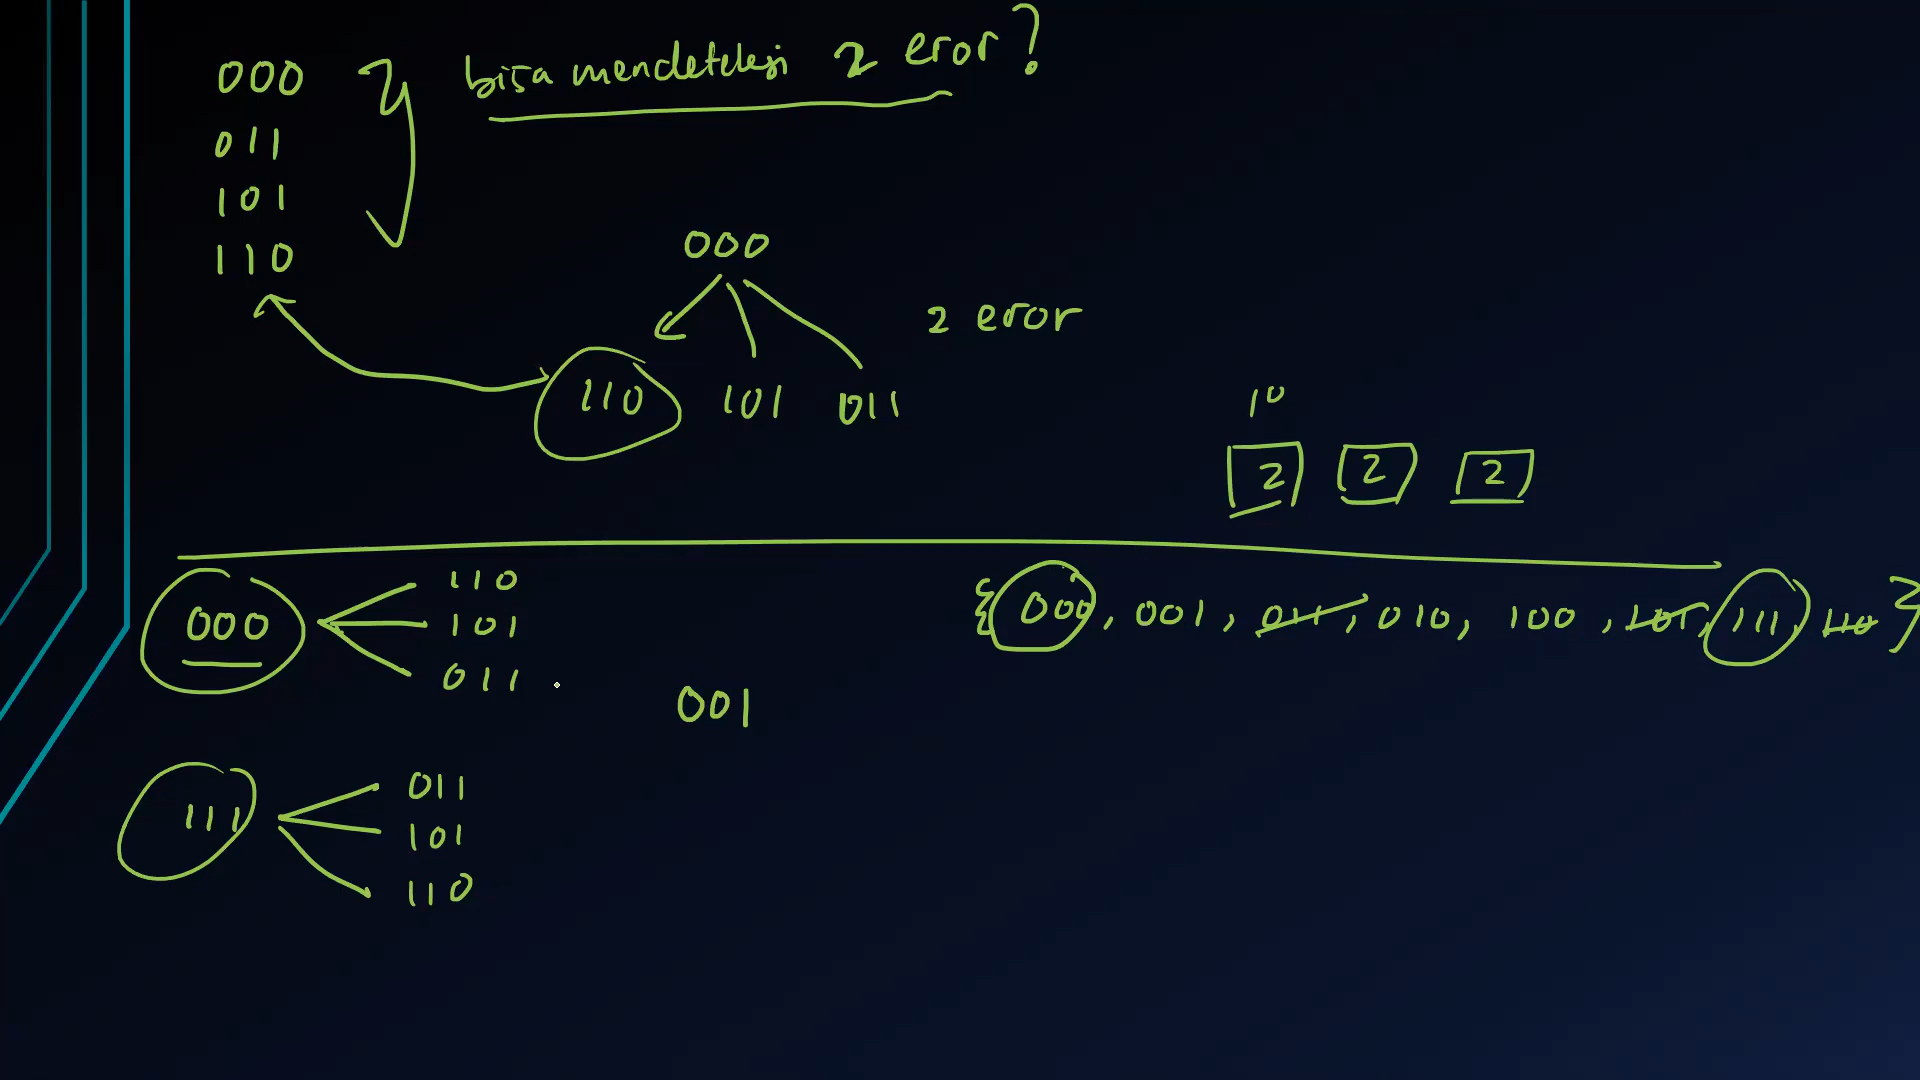 000 bisa mendeteksi 2 eror?
011
101
110
000
2 eror
110 101 011
10
2 2 2
000 110
101
011
{000, 001, 011, 010, 100, 101, 111, 110}
001
111 011
101
110